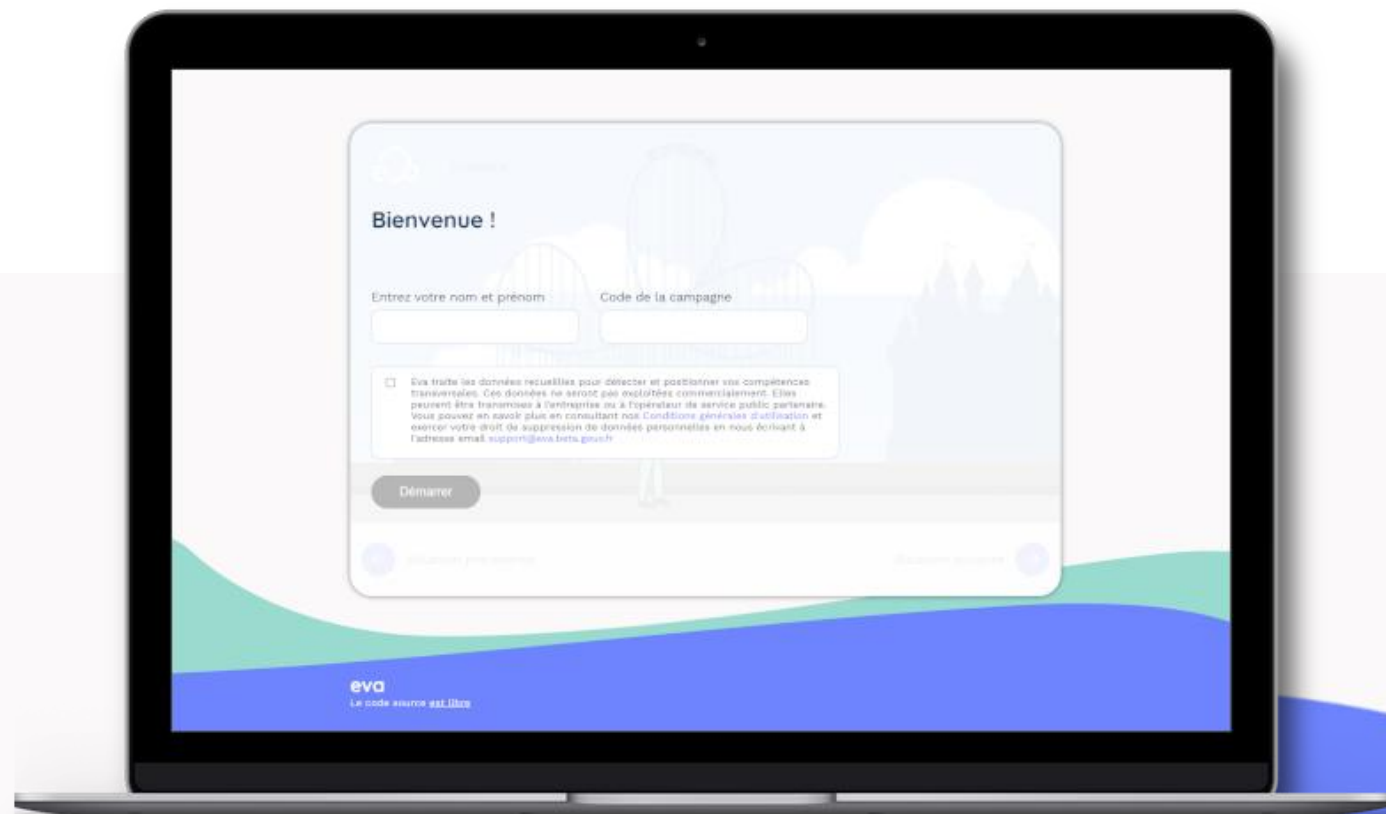 Bienvenue !
Entrez votre nom et prénom
Code de la campagne
Eva traite les données recueillies pour détecter et positionner vos compétences
transversales. Ces données ne seront pas exploitées commercialement. Elles
peuvent être transmises à l'entreprise ou à l'opérateur de service public partenaire.
Vous pouvez en savoir plus en consultant nos Conditions générales d'utilisation et
exercer votre droit de suppression de données personnelles en nous écrivant à
l'adresse email support@eva.beta.gouv.fr
Démarrer
eva
Le code source est libre